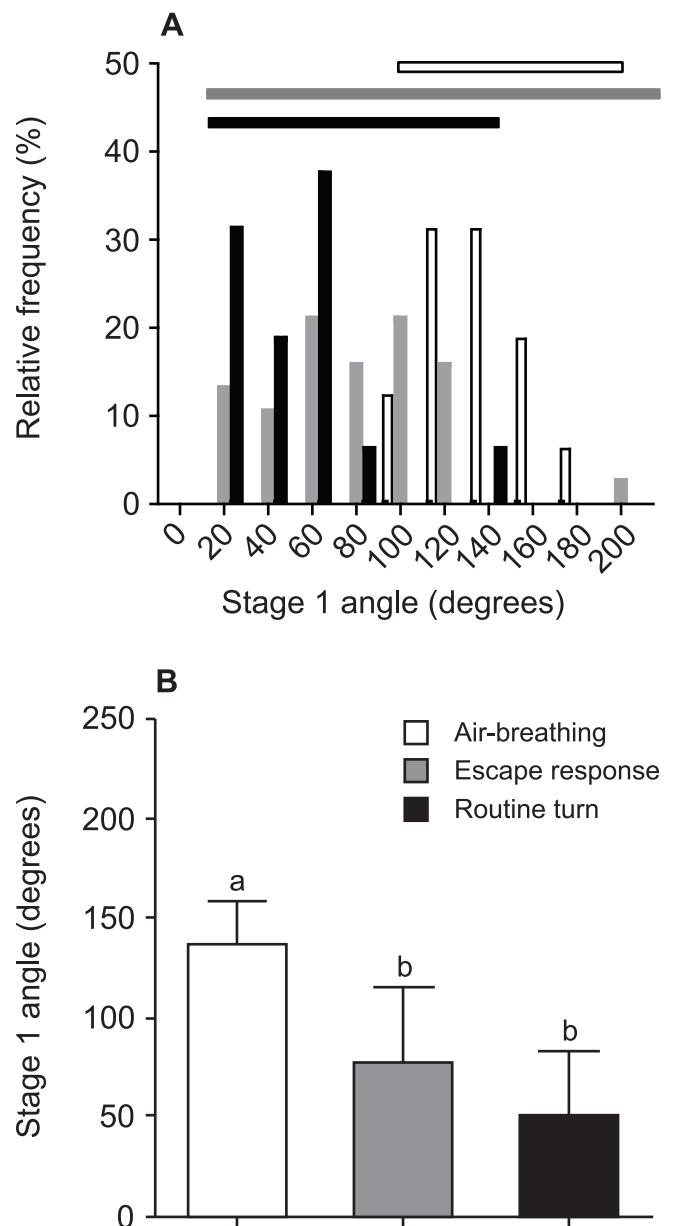 A
50
40
30
20
10
0
Relative frequency (%)
0 20 40 60 80 100 120 140 160 180 200
Stage 1 angle (degrees)
B
250
200
150
100
50
0
Stage 1 angle (degrees)
Air-breathing
Escape response
Routine turn
a
b
b